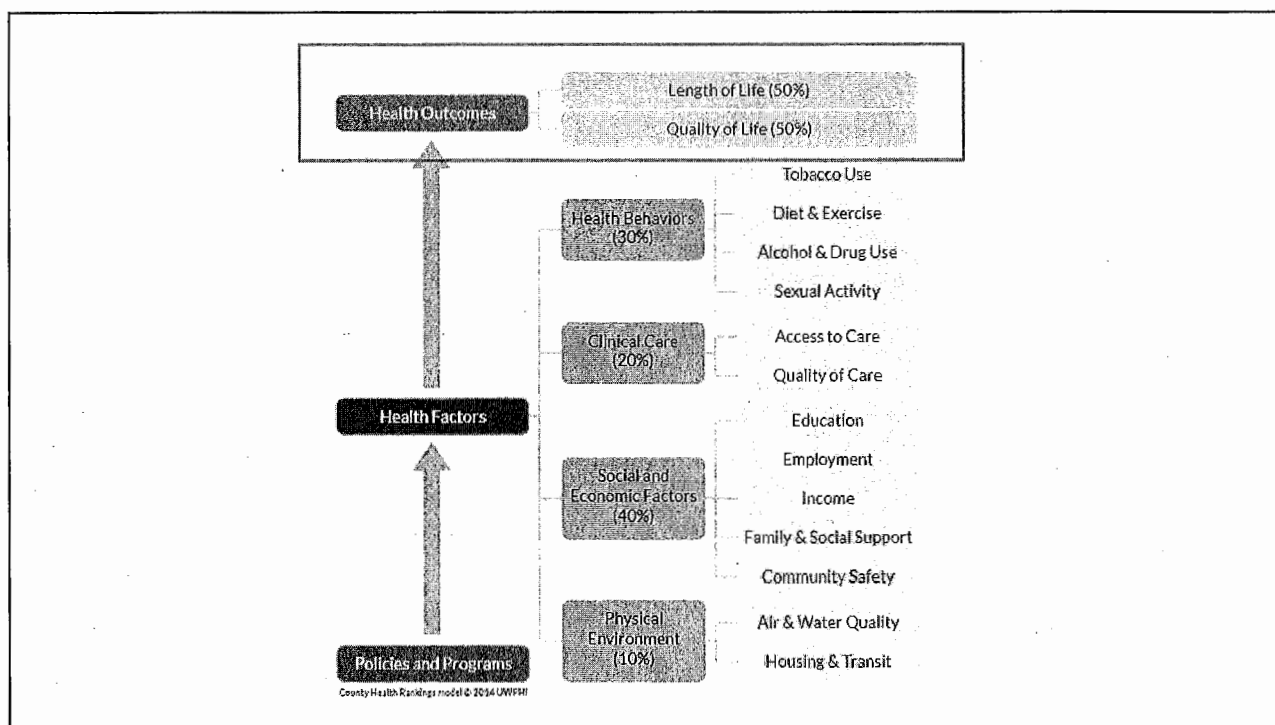 Health Outcomes
Length of Life (50%)
Quality of Life (50%)
Tobacco Use
Health Behaviors
(30%)
Diet & Exercise
Alcohol & Drug Use
Sexual Activity
Clinical Care
(20%)
Access to Care
Quality of Care
Health Factors
Education
Employment
Social and
Economic Factors
(40%)
Income
Family & Social Support
Community Safety
Physical
Environment
(10%)
Air & Water Quality
Housing & Transit
Policies and Programs
County Health Rankings model © 2014 UWPHI